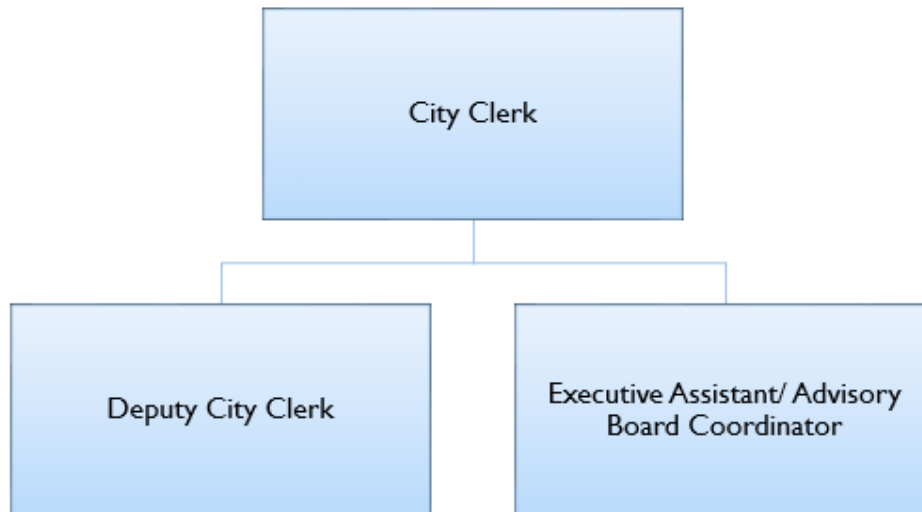 City Clerk
Deputy City Clerk
Executive Assistant/ Advisory
Board Coordinator